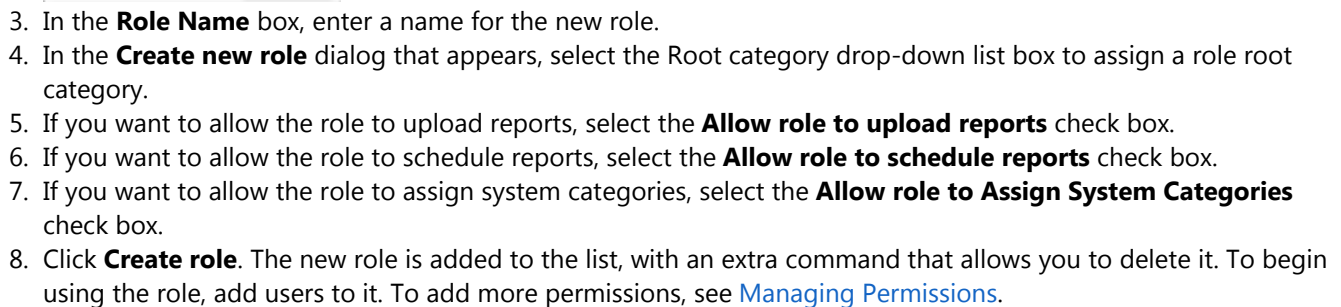 3. In the Role Name box, enter a name for the new role.
4. In the Create new role dialog that appears, select the Root category drop-down list box to assign a role root
category.
5. If you want to allow the role to upload reports, select the Allow role to upload reports check box.
6. If you want to allow the role to schedule reports, select the Allow role to schedule reports check box.
7. If you want to allow the role to assign system categories, select the Allow role to Assign System Categories
check box.
8. Click Create role. The new role is added to the list, with an extra command that allows you to delete it. To begin
using the role, add users to it. To add more permissions, see Managing Permissions.